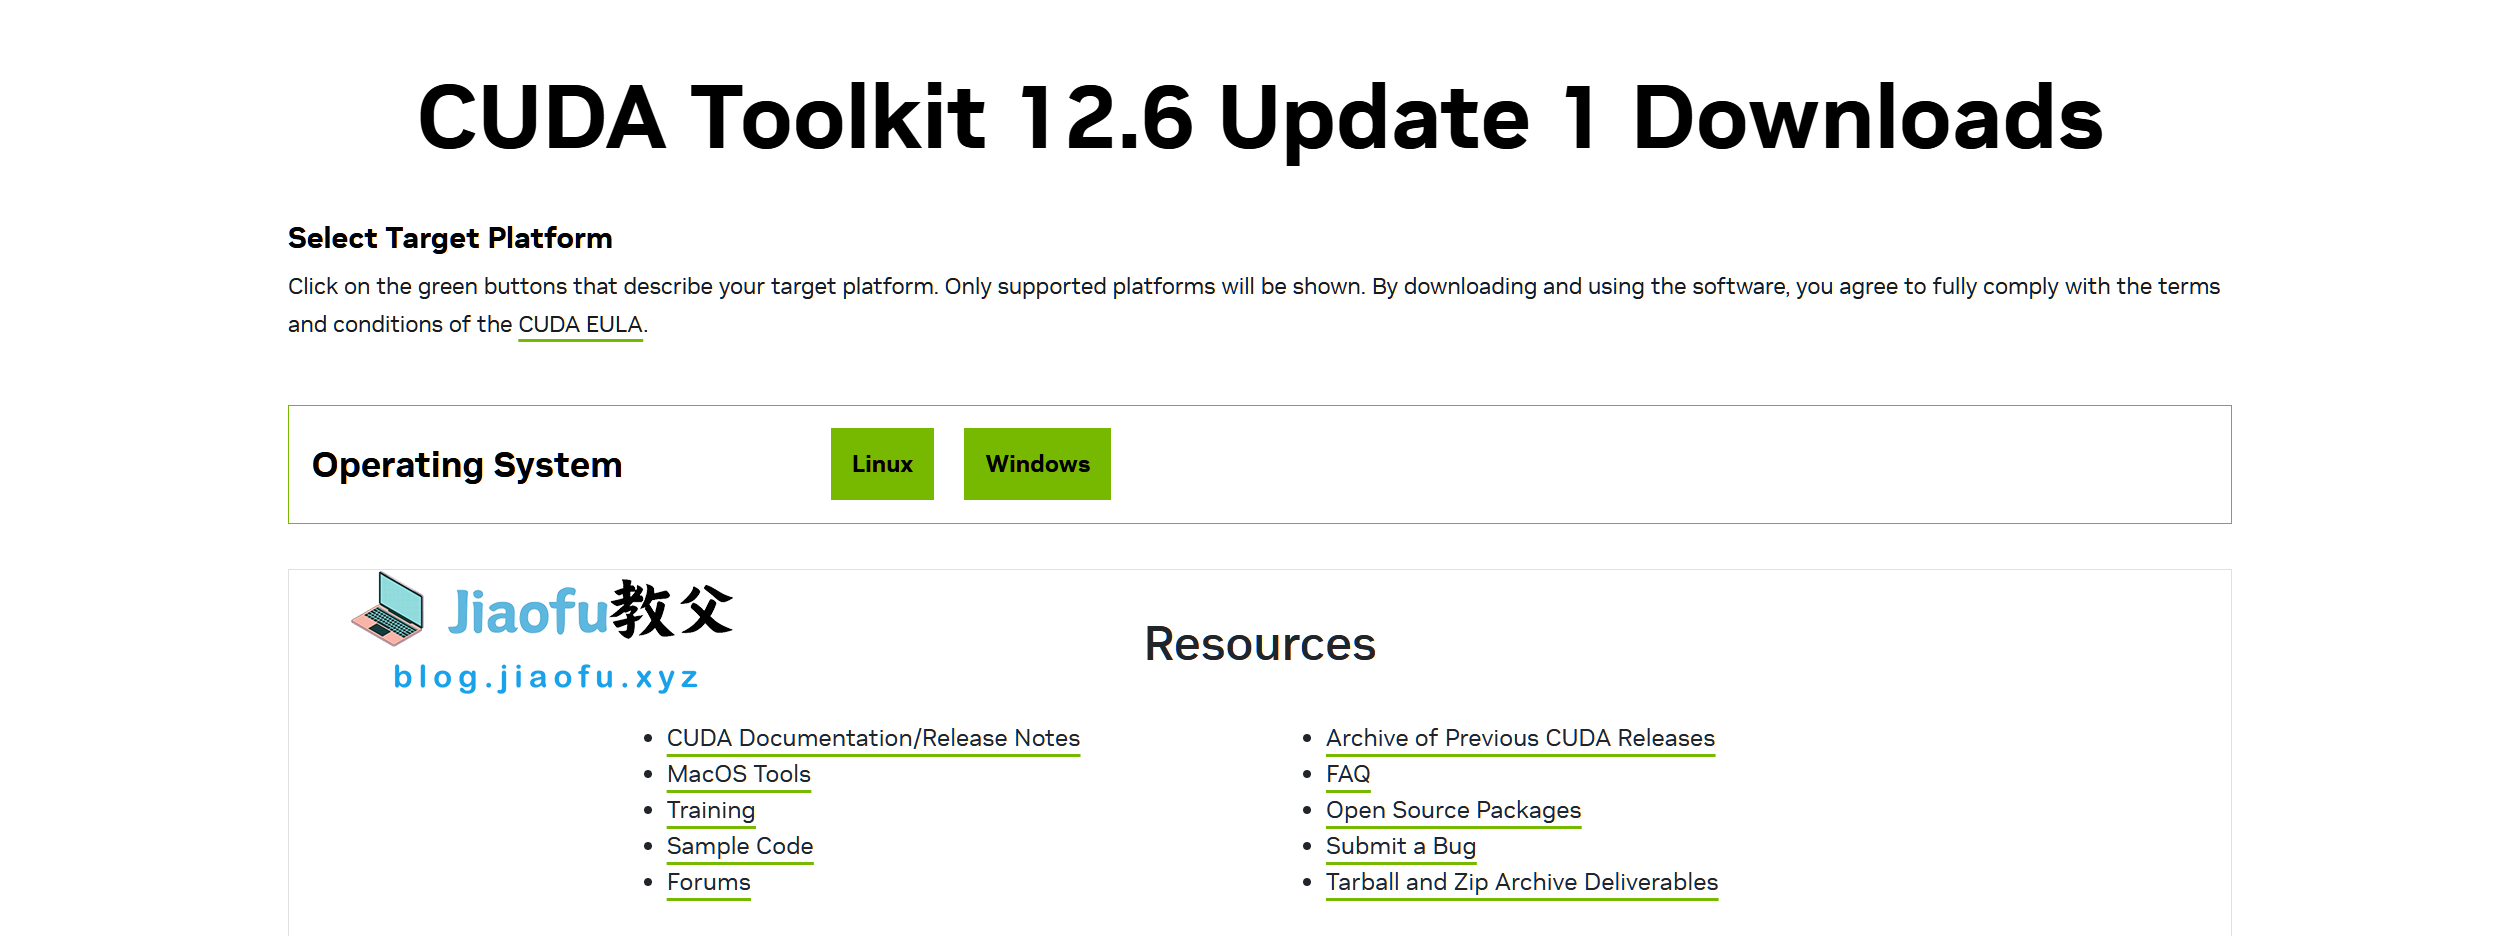 CUDA Toolkit 12.6 Update 1 Downloads
Select Target Platform
Click on the green buttons that describe your target platform. Only supported platforms will be shown. By downloading and using the software, you agree to fully comply with the terms
and conditions of the CUDA EULA.
Operating System
Linux
Windows
Jiaofu教父
blog.jiaofu.xyz
Resources
CUDA Documentation/Release Notes
MacOS Tools
Training
Sample Code
Forums
Archive of Previous CUDA Releases
FAQ
Open Source Packages
Submit a Bug
Tarball and Zip Archive Deliverables